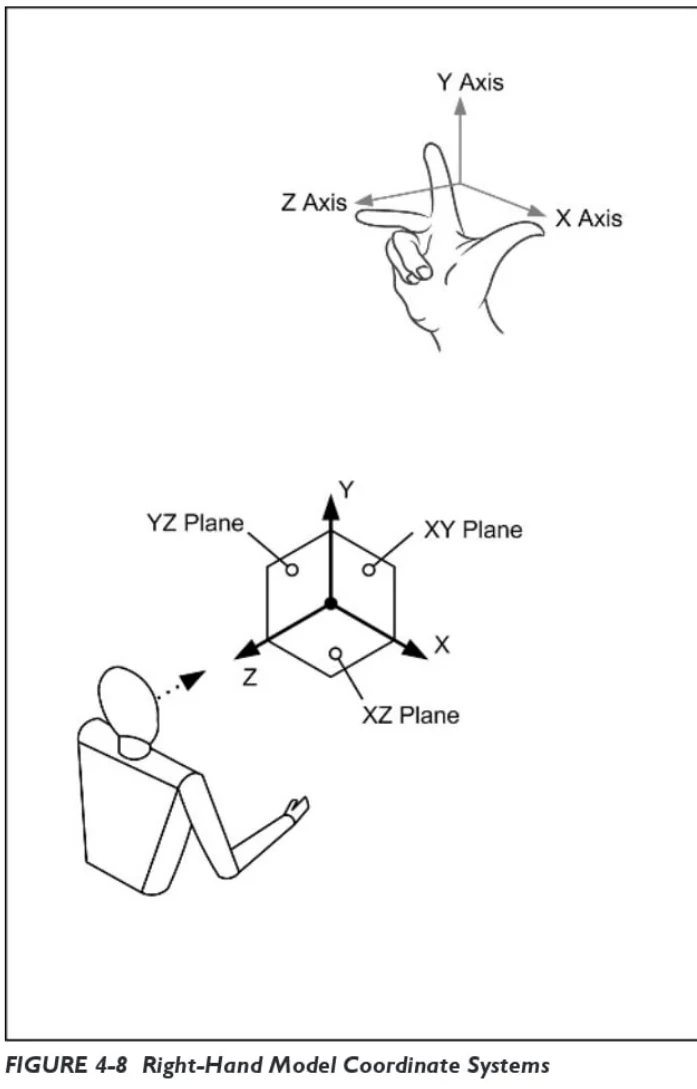 Y Axis
Z Axis
X Axis
Y
YZ Plane
XY Plane
X
Z
XZ Plane
FIGURE 4-8 Right-Hand Model Coordinate Systems